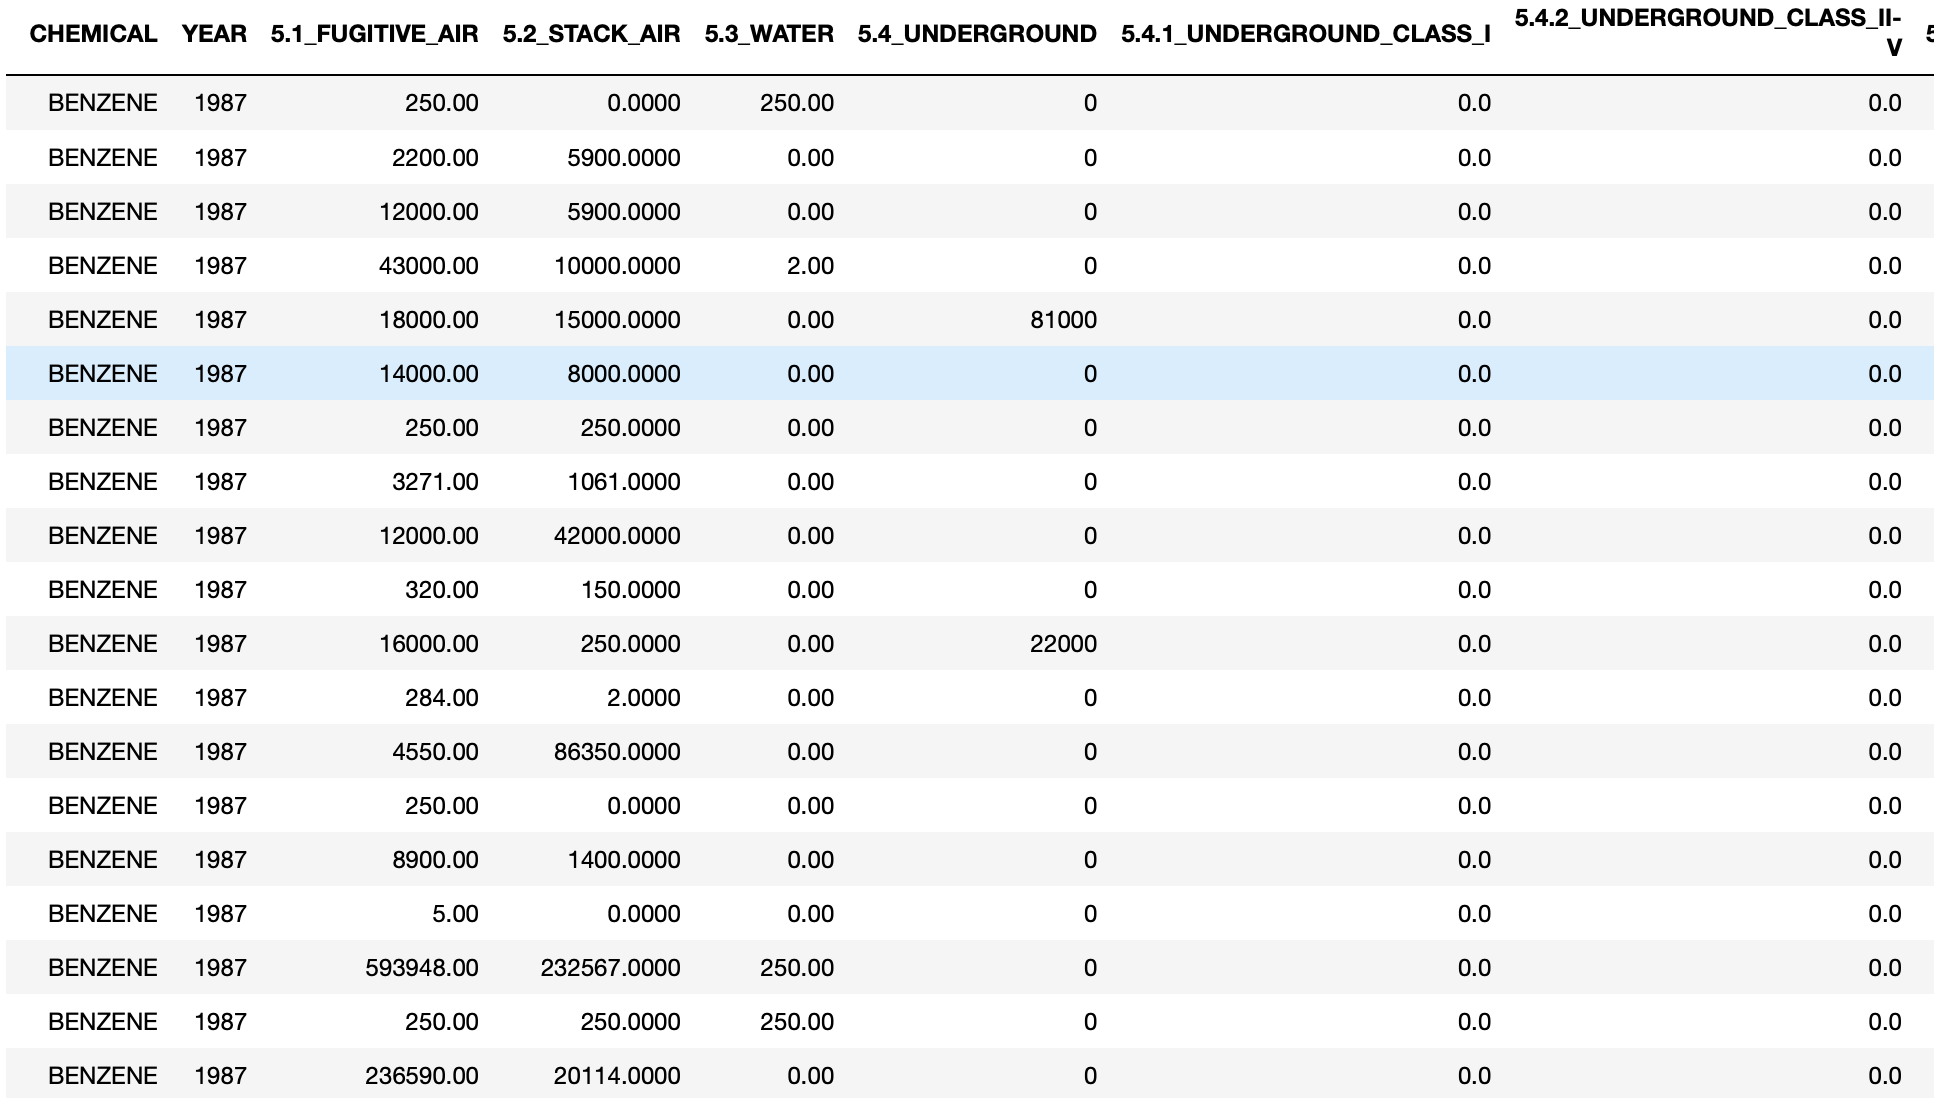 CHEMICAL YEAR 5.1_FUGITIVE_AIR 5.2_STACK_AIR 5.3_WATER 5.4_UNDERGROUND 5.4.1_UNDERGROUND_CLASS_I 5.4.2_UNDERGROUND_CLASS_II-
V
BENZENE 1987 250.00 0.0000 250.00 0 0.0 0.0
BENZENE 1987 2200.00 5900.0000 0.00 0 0.0 0.0
BENZENE 1987 12000.00 5900.0000 0.00 0 0.0 0.0
BENZENE 1987 43000.00 10000.0000 2.00 0 0.0 0.0
BENZENE 1987 18000.00 15000.0000 0.00 81000 0.0 0.0
BENZENE 1987 14000.00 8000.0000 0.00 0 0.0 0.0
BENZENE 1987 250.00 250.0000 0.00 0 0.0 0.0
BENZENE 1987 3271.00 1061.0000 0.00 0 0.0 0.0
BENZENE 1987 12000.00 42000.0000 0.00 0 0.0 0.0
BENZENE 1987 320.00 150.0000 0.00 0 0.0 0.0
BENZENE 1987 16000.00 250.0000 0.00 22000 0.0 0.0
BENZENE 1987 284.00 2.0000 0.00 0 0.0 0.0
BENZENE 1987 4550.00 86350.0000 0.00 0 0.0 0.0
BENZENE 1987 250.00 0.0000 0.00 0 0.0 0.0
BENZENE 1987 8900.00 1400.0000 0.00 0 0.0 0.0
BENZENE 1987 5.00 0.0000 0.00 0 0.0 0.0
BENZENE 1987 593948.00 232567.0000 250.00 0 0.0 0.0
BENZENE 1987 250.00 250.0000 250.00 0 0.0 0.0
BENZENE 1987 236590.00 20114.0000 0.00 0 0.0 0.0